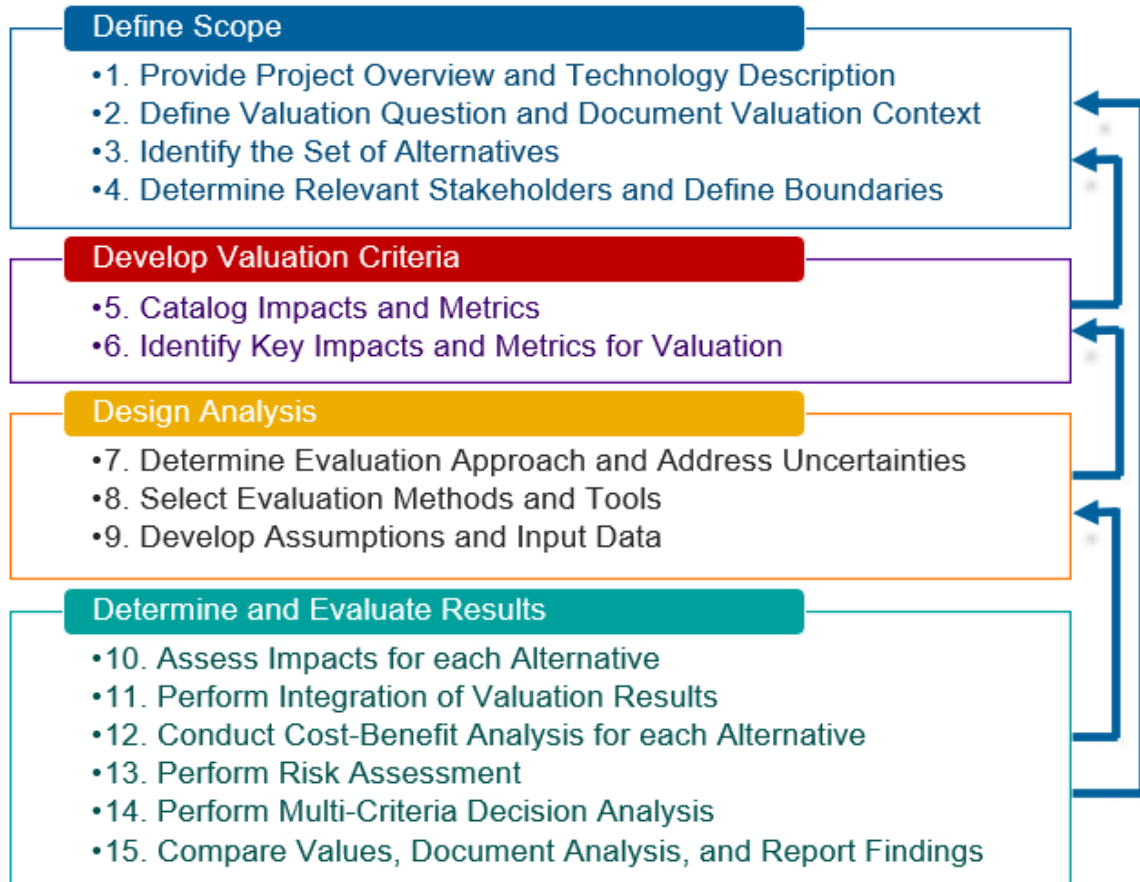 Define Scope
•1. Provide Project Overview and Technology Description
•2. Define Valuation Question and Document Valuation Context
•3. Identify the Set of Alternatives
•4. Determine Relevant Stakeholders and Define Boundaries
Develop Valuation Criteria
•5. Catalog Impacts and Metrics
•6. Identify Key Impacts and Metrics for Valuation
Design Analysis
•7. Determine Evaluation Approach and Address Uncertainties
•8. Select Evaluation Methods and Tools
•9. Develop Assumptions and Input Data
Determine and Evaluate Results
•10. Assess Impacts for each Alternative
•11. Perform Integration of Valuation Results
•12. Conduct Cost-Benefit Analysis for each Alternative
•13. Perform Risk Assessment
•14. Perform Multi-Criteria Decision Analysis
•15. Compare Values, Document Analysis, and Report Findings